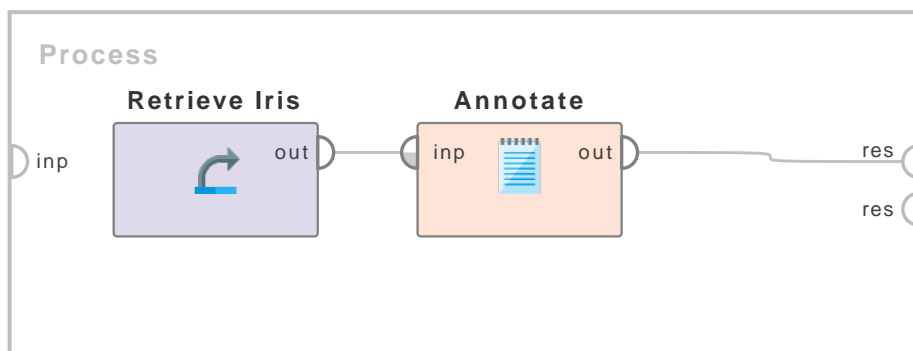 Process
Retrieve Iris
Annotate
inp
out
inp
out
res
res